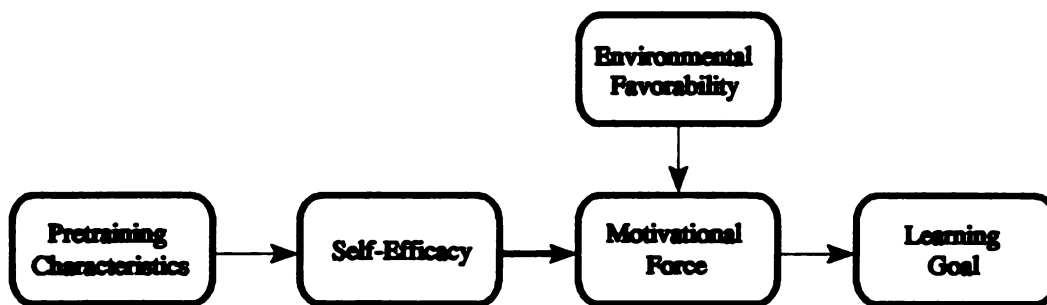 Environmental
Favorability
Pretraining
Characteristics
Self-Efficacy
Motivational
Force
Learning
Goal